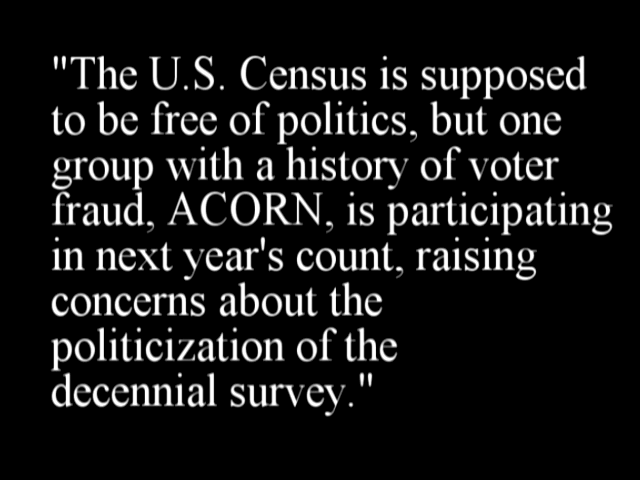 "The U.S. Census is supposed
to be free of politics, but one
group with a history of voter
fraud, ACORN, is participating
in next year's count, raising
concerns about the
politicization of the
decennial survey."